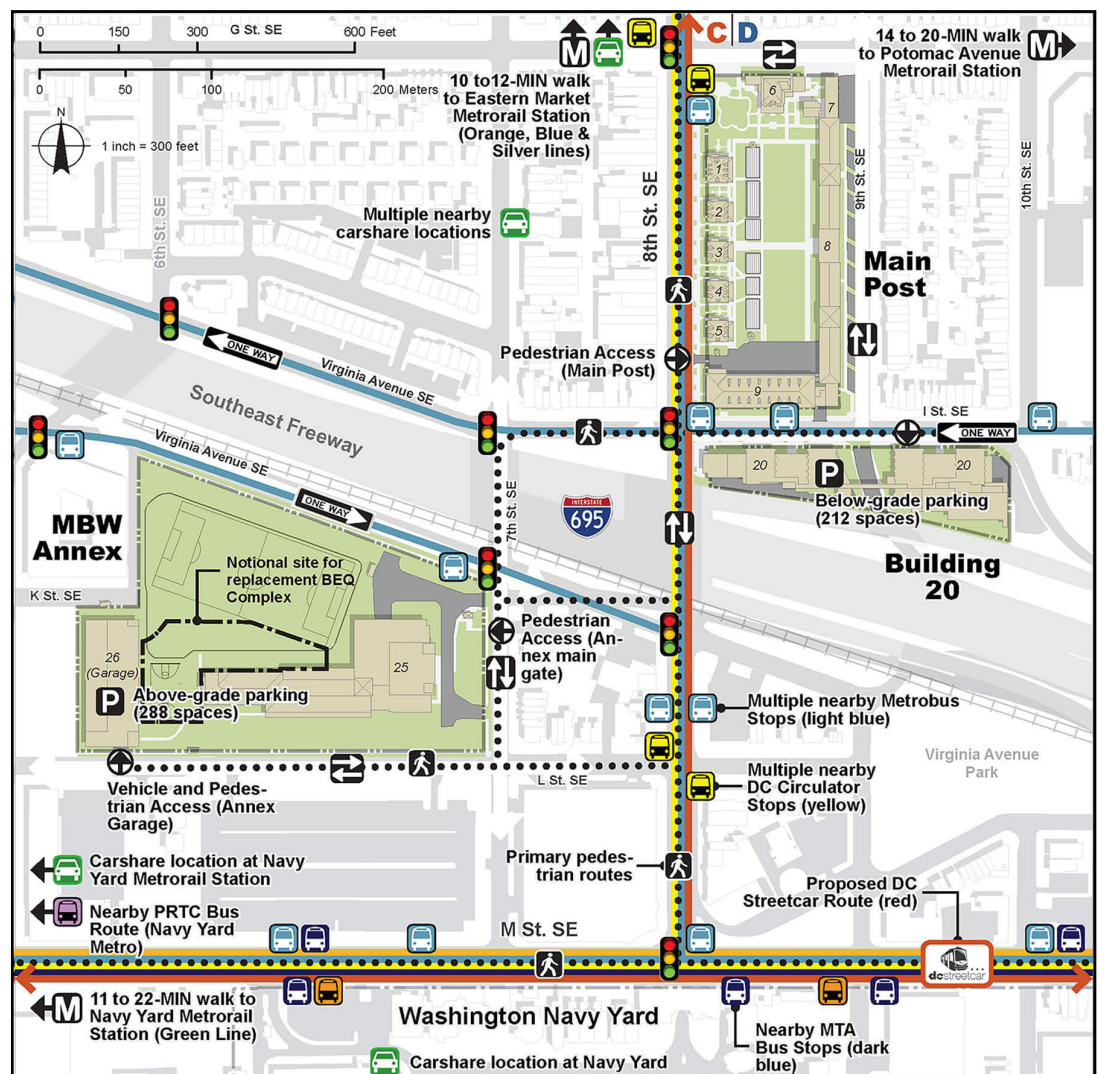 0 150 300 G St. SE 600 Feet
0 50 100 200 Meters
N
1 inch = 300 feet
M
10 to 12-MIN walk
to Eastern Market
Metrorail Station
(Orange, Blue &
Silver lines)
C | D
14 to 20-MIN walk
to Potomac Avenue
Metrorail Station
M
6th St. SE
8th St. SE
9th St. SE
10th St. SE
Multiple nearby
carshare locations
6
7
1
2
3
4
5
8
9
Main
Post
Pedestrian Access
(Main Post)
ONE WAY
Virginia Avenue SE
Southeast Freeway
Virginia Avenue SE
ONE WAY
I St. SE
ONE WAY
7th St. SE
INTERSTATE
695
20
P
20
Below-grade parking
(212 spaces)
Building
20
MBW
Annex
Notional site for
replacement BEQ
Complex
K St. SE
26
(Garage)
25
P
Above-grade parking
(288 spaces)
Pedestrian
Access (An-
nex main
gate)
Multiple nearby Metrobus
Stops (light blue)
Virginia Avenue
Park
Multiple nearby
DC Circulator
Stops (yellow)
L St. SE
Vehicle and Pedes-
trian Access (Annex
Garage)
Carshare location at Navy
Yard Metrorail Station
Nearby PRTC Bus
Route (Navy Yard
Metro)
Primary pedes-
trian routes
Proposed DC
Streetcar Route (red)
M St. SE
dcstreetcar
M
11 to 22-MIN walk to
Navy Yard Metrorail
Station (Green Line)
Washington Navy Yard
Carshare location at Navy Yard
Nearby MTA
Bus Stops (dark
blue)